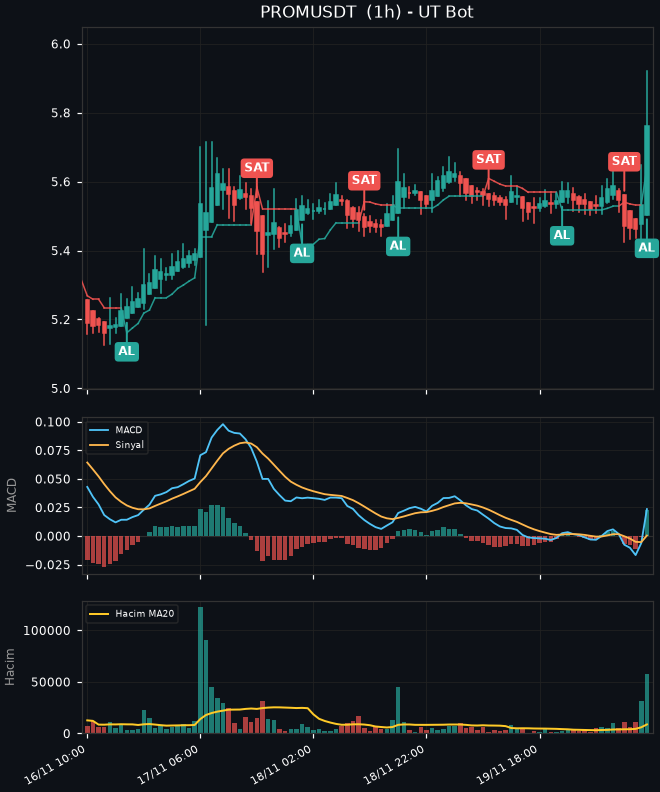 PROMUSDT  (1h) - UT Bot
6.0
5.8
5.6
5.4
5.2
5.0
SAT
SAT
SAT
SAT
AL
AL
AL
AL
AL
MACD
0.100
0.075
0.050
0.025
0.000
−0.025
MACD
Sinyal
Hacim
100000
50000
0
Hacim MA20
16/11 10:00
17/11 06:00
18/11 02:00
18/11 22:00
19/11 18:00